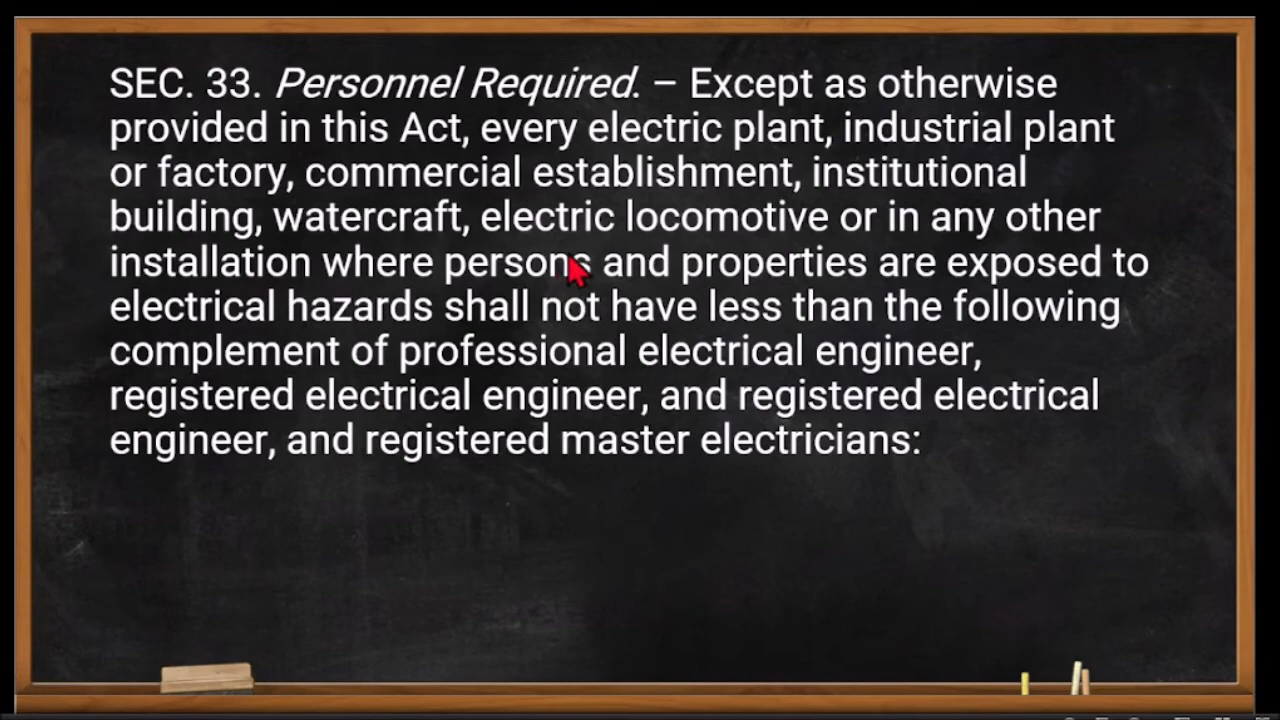 SEC. 33. Personnel Required. – Except as otherwise
provided in this Act, every electric plant, industrial plant
or factory, commercial establishment, institutional
building, watercraft, electric locomotive or in any other
installation where persons and properties are exposed to
electrical hazards shall not have less than the following
complement of professional electrical engineer,
registered electrical engineer, and registered electrical
engineer, and registered master electricians: